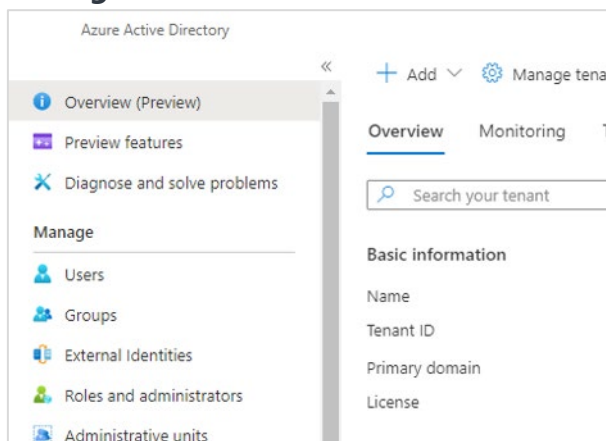 Azure Active Directory
Overview (Preview)
Preview features
Diagnose and solve problems
Manage
Users
Groups
External Identities
Roles and administrators
Administrative units
Add
Manage
Overview Monitoring
Search your tenant
Basic information
Name
Tenant ID
Primary domain
License